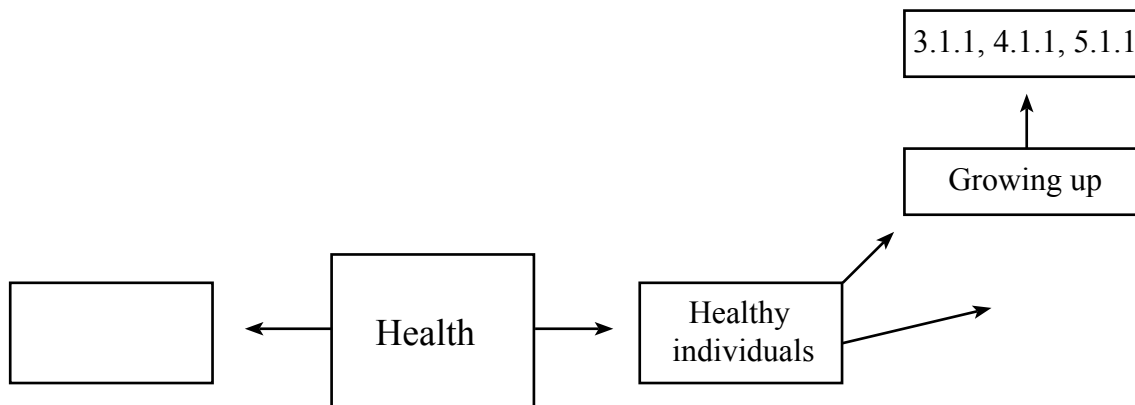 3.1.1, 4.1.1, 5.1.1
Growing up
Health
Healthy
individuals